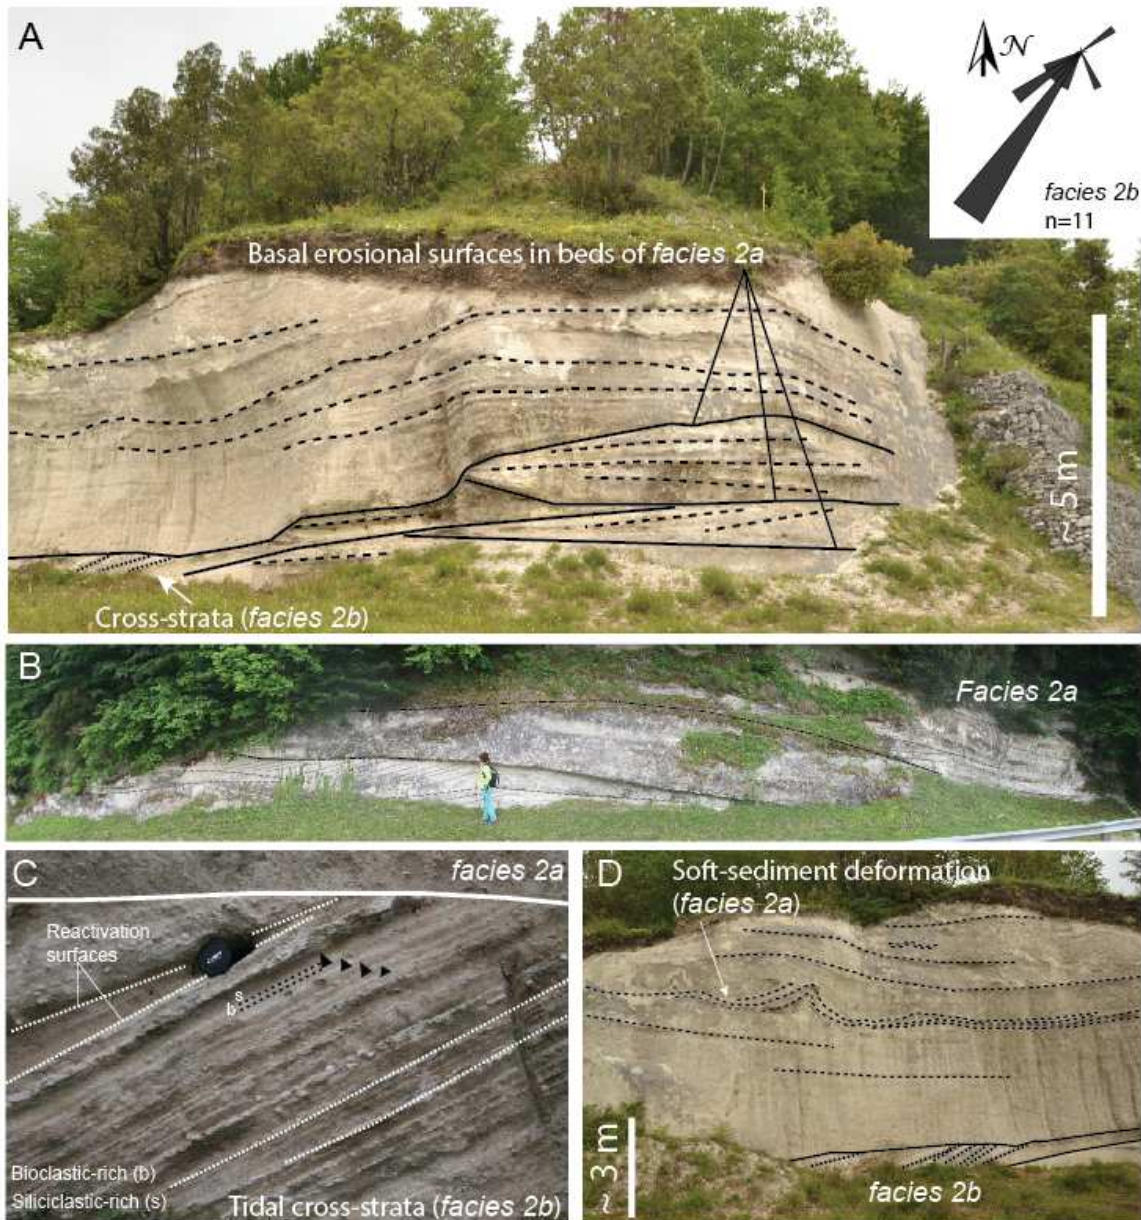 A
N
facies 2b
n=11
Basal erosional surfaces in beds of facies 2a
~ 5 m
Cross-strata (facies 2b)
B
Facies 2a
C
facies 2a
Reactivation
surfaces
s
b
Bioclastic-rich (b)
Siliciclastic-rich (s)
Tidal cross-strata (facies 2b)
D
Soft-sediment deformation
(facies 2a)
~ 3 m
facies 2b